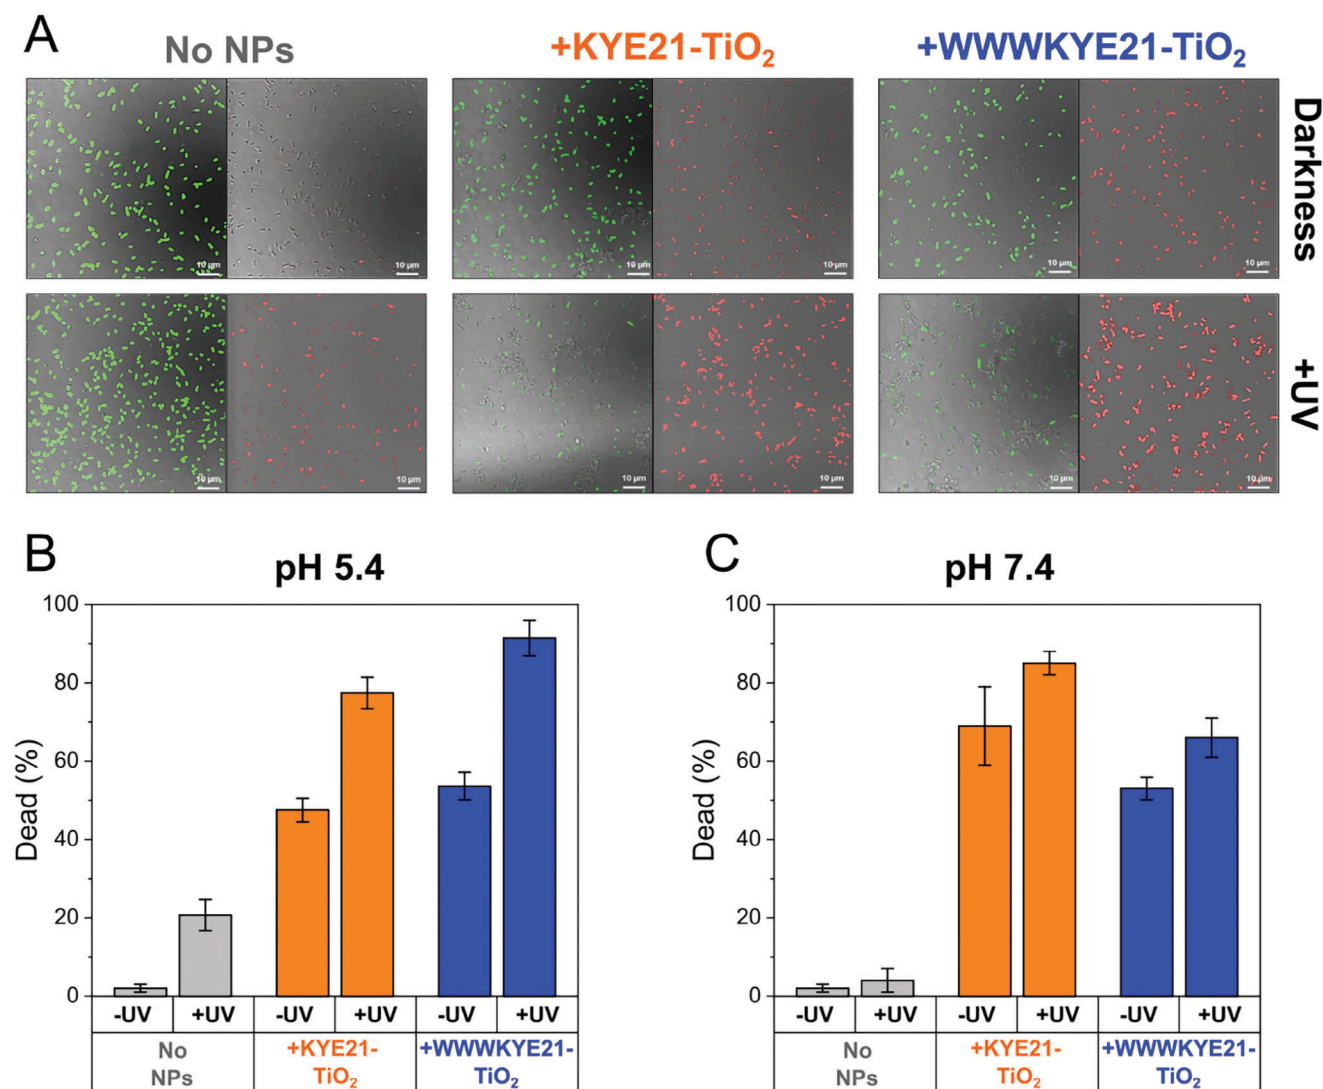 A
No NPs
+KYE21-TiO₂
+WWWKYE21-TiO₂
10 µm
10 µm
10 µm
10 µm
10 µm
10 µm
Darkness
10 µm
10 µm
10 µm
10 µm
10 µm
10 µm
+UV
B
pH 5.4
Dead (%)
100
80
60
40
20
0
-UV
+UV
-UV
+UV
-UV
+UV
No
NPs
+KYE21-
TiO₂
+WWWKYE21-
TiO₂
C
pH 7.4
Dead (%)
100
80
60
40
20
0
-UV
+UV
-UV
+UV
-UV
+UV
No
NPs
+KYE21-
TiO₂
+WWWKYE21-
TiO₂